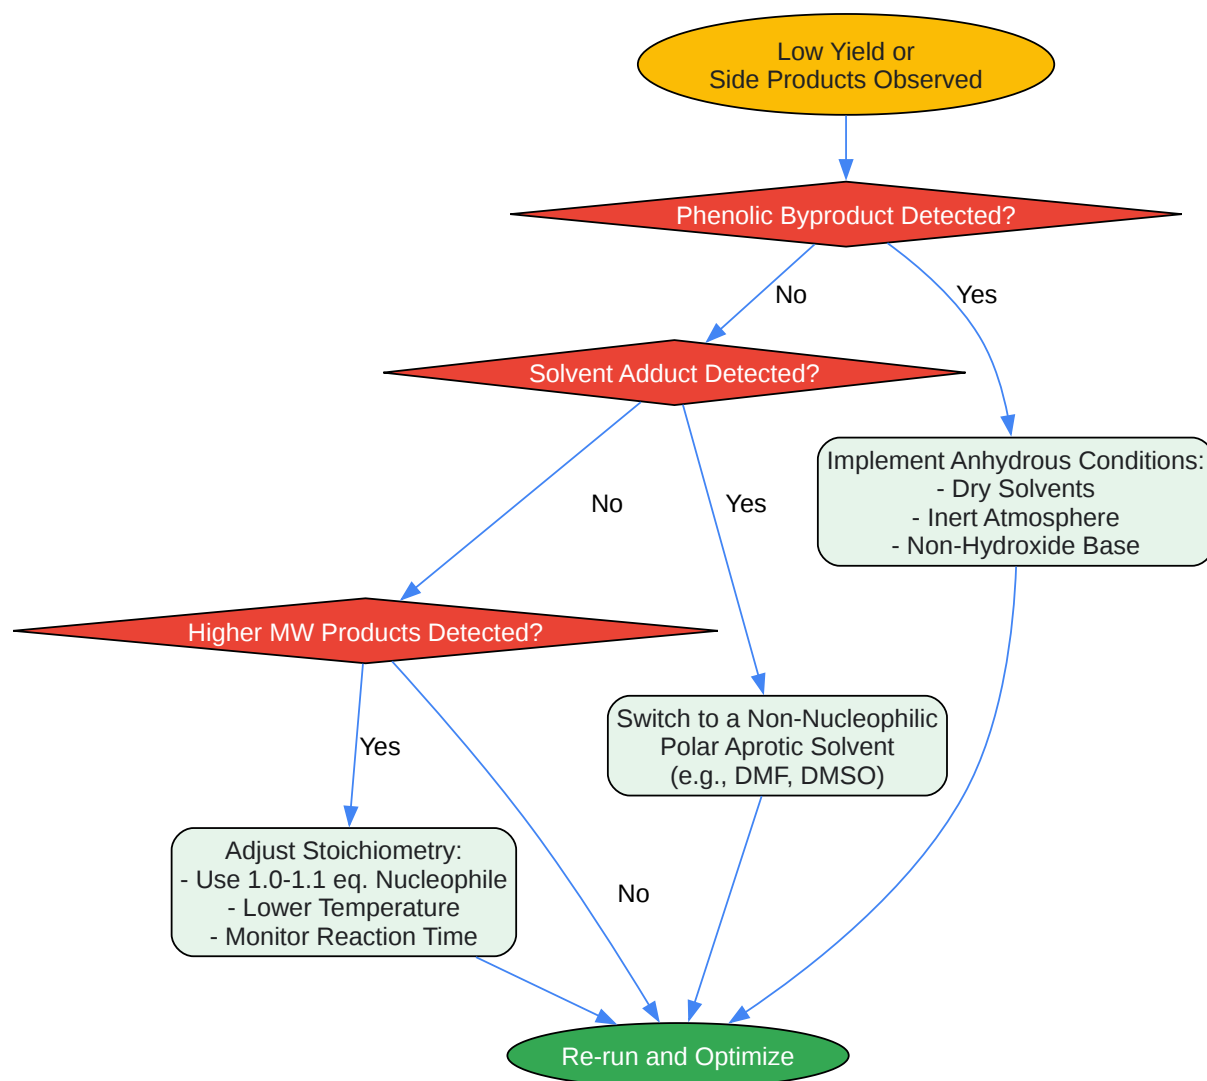 Low Yield or
Side Products Observed
Phenolic Byproduct Detected?
No
Yes
Solvent Adduct Detected?
Implement Anhydrous Conditions:
- Dry Solvents
- Inert Atmosphere
- Non-Hydroxide Base
No
Yes
Higher MW Products Detected?
Switch to a Non-Nucleophilic
Polar Aprotic Solvent
(e.g., DMF, DMSO)
Yes
Adjust Stoichiometry:
- Use 1.0-1.1 eq. Nucleophile
- Lower Temperature
- Monitor Reaction Time
No
Re-run and Optimize